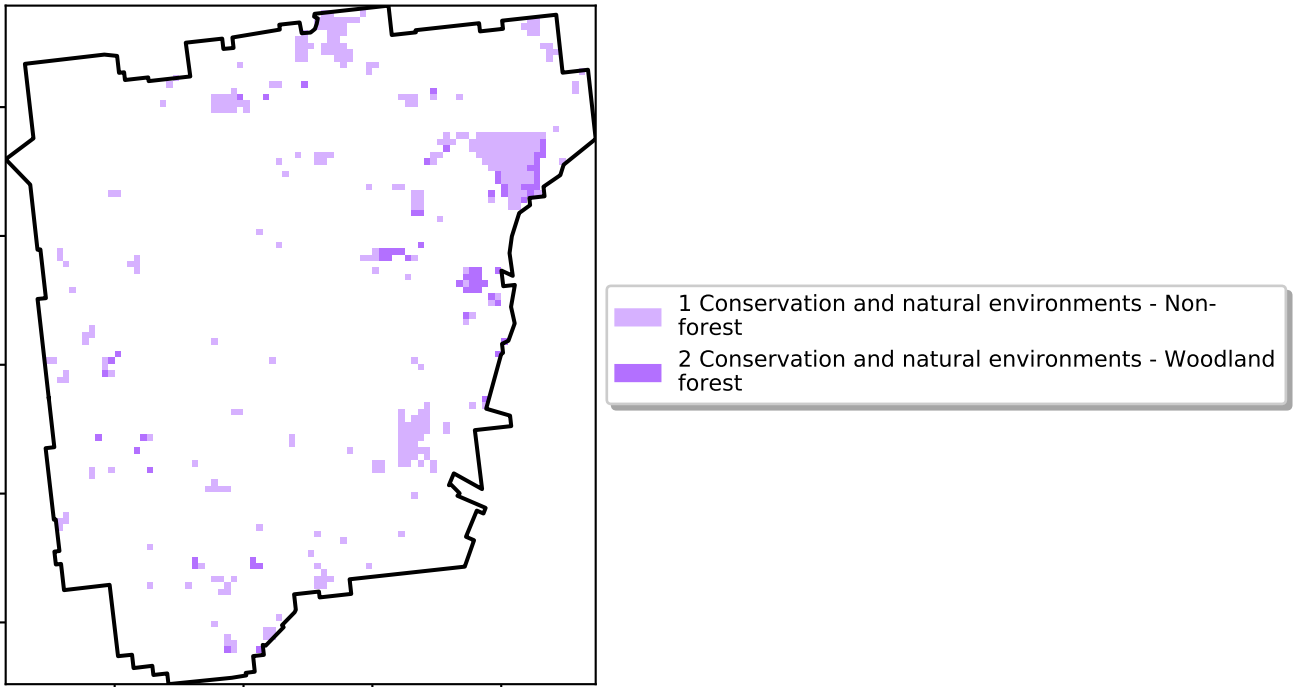 1 Conservation and natural environments - Non-
forest
2 Conservation and natural environments - Woodland
forest